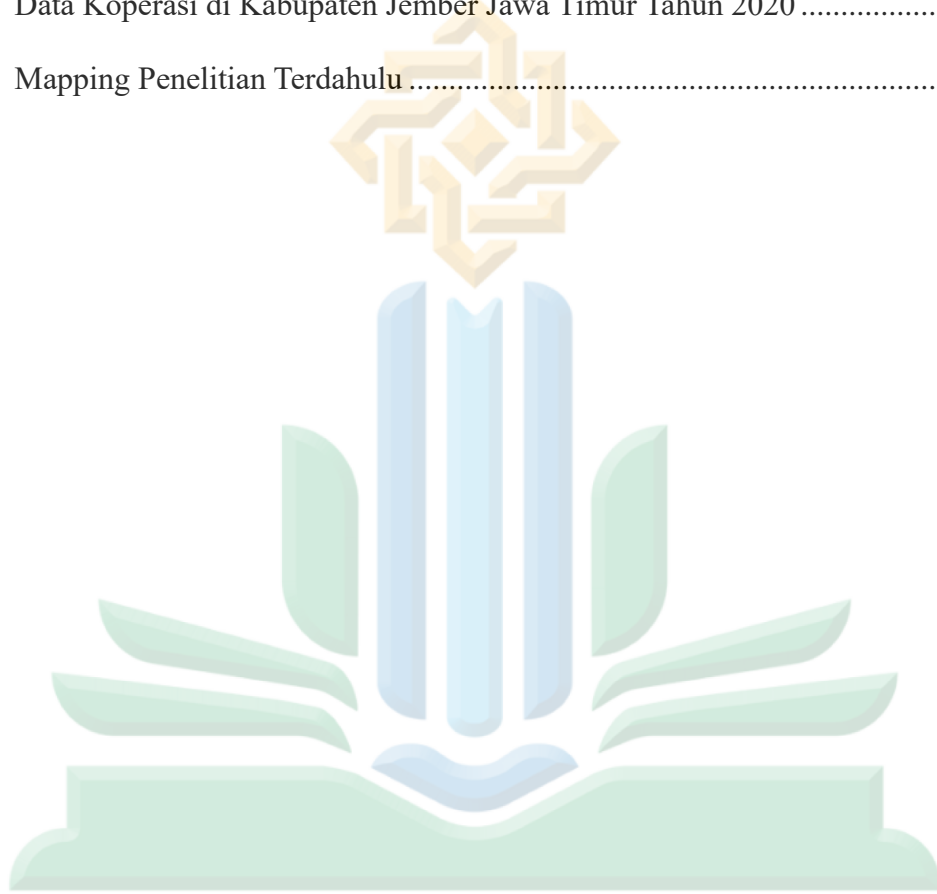 Data Koperasi di Kabupaten Jember Jawa Timur Tahun 2020 .................
Mapping Penelitian Terdahulu ..................................................................